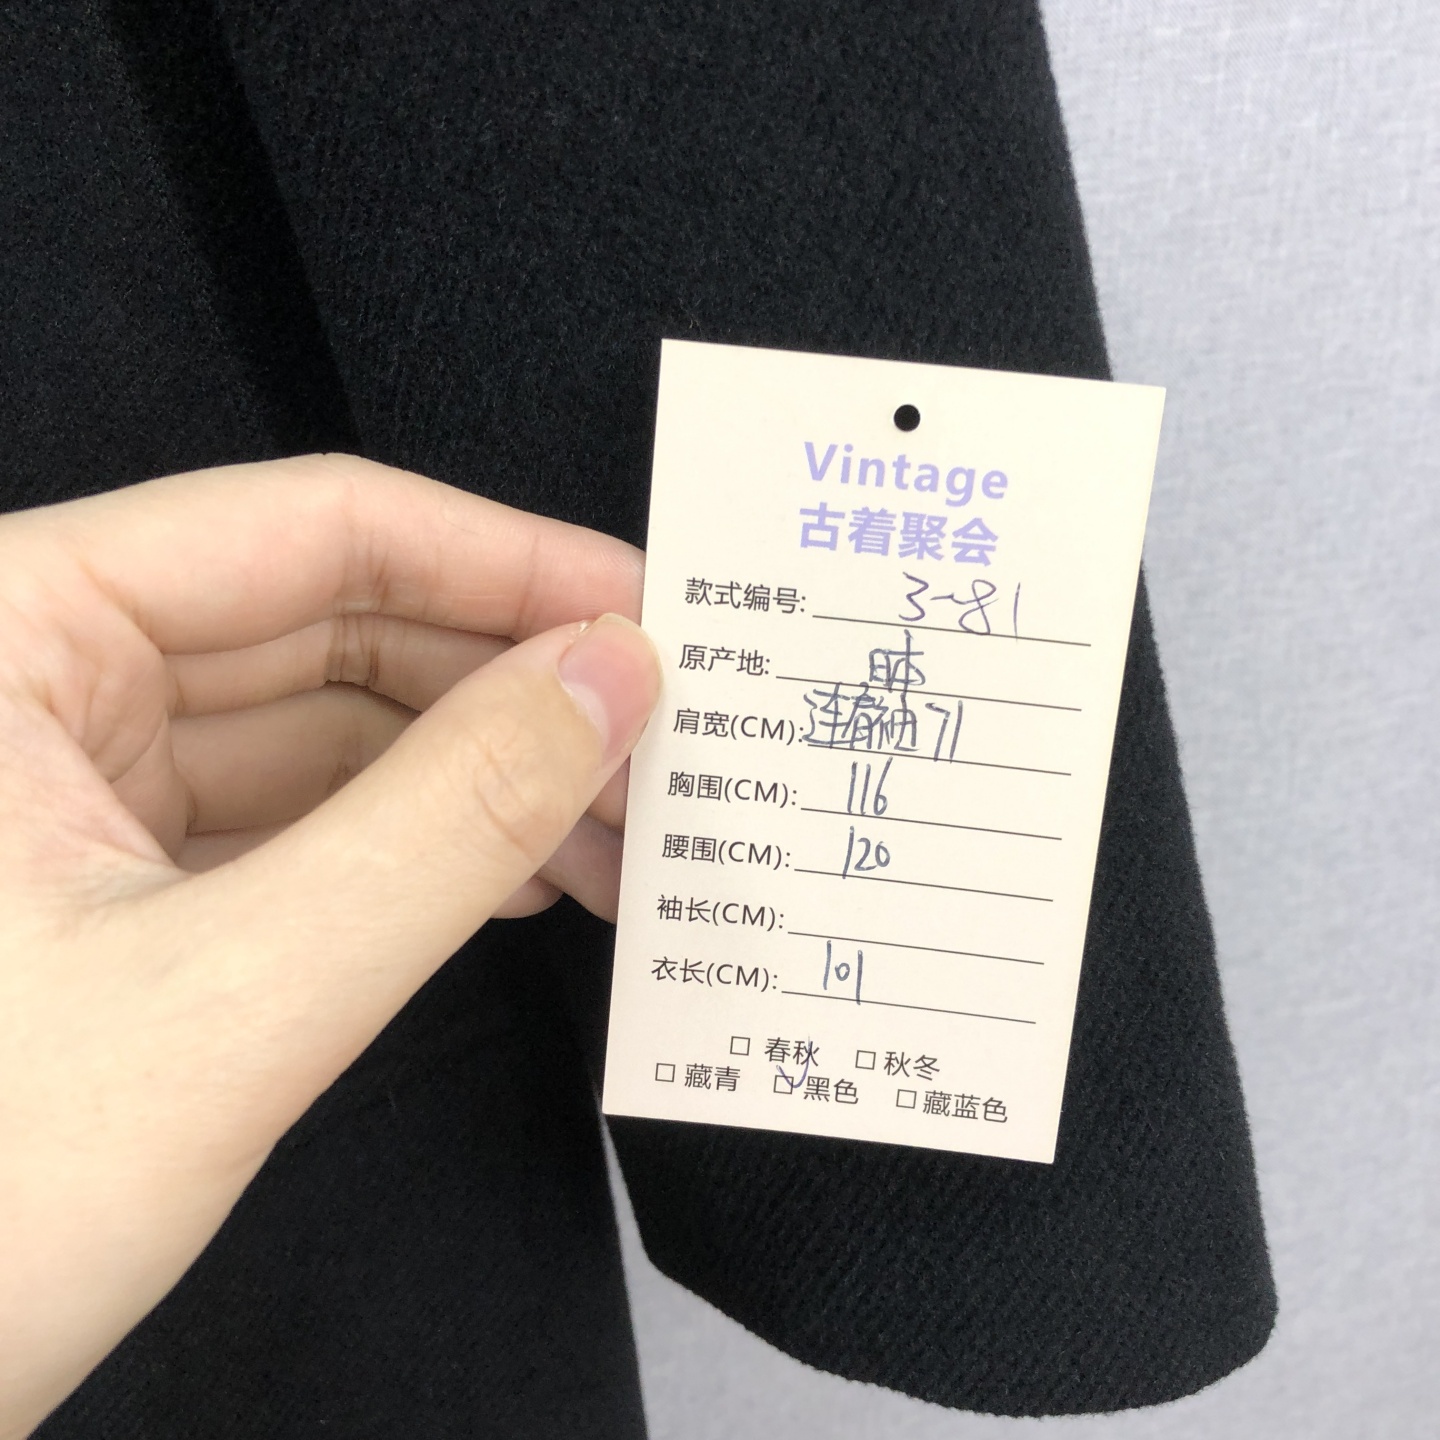 Vintage
古着聚会
款式编号: 3-81
原产地: 日本
肩宽(CM): 连肩袖71
胸围(CM): 116
腰围(CM): 120
袖长(CM):
衣长(CM): 101
□ 春秋 □ 秋冬
□ 藏青 ☑ 黑色 □ 藏蓝色